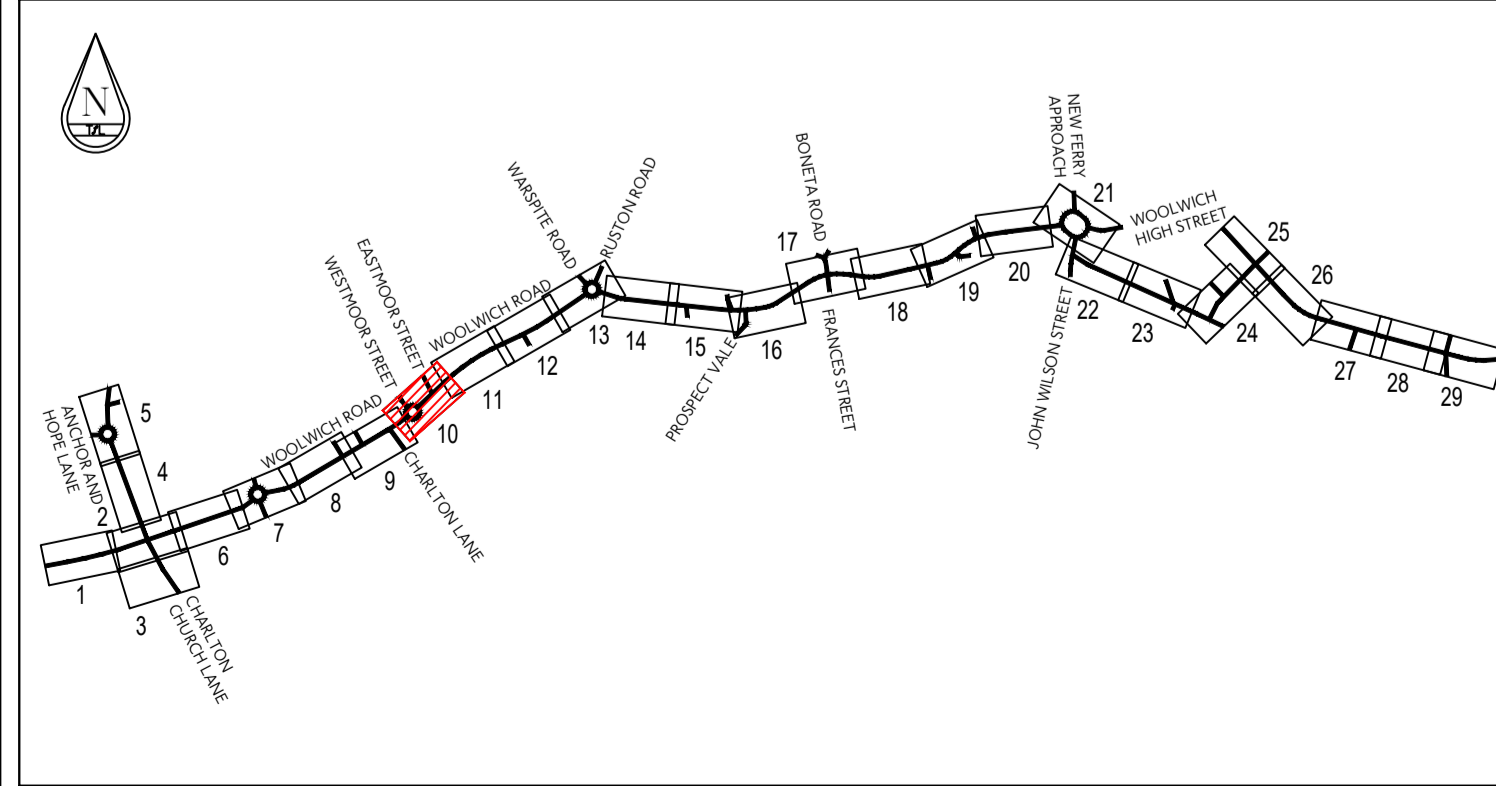 N
TfL
NEW FERRY
APPROACH
BONETA ROAD
WARSPITE ROAD
RUSTON ROAD
21
WOOLWICH
HIGH STREET
EASTMOOR STREET
WESTMOOR STREET
17
25
20
19
18
26
WOOLWICH ROAD
13
14
15
16
PROSPECT VALE
FRANCES STREET
JOHN WILSON STREET
22
23
24
27
28
29
12
11
10
WOOLWICH ROAD
9
8
CHARLTON LANE
5
ANCHOR AND
HOPE LANE
4
2
7
6
1
3
CHARLTON
CHURCH LANE